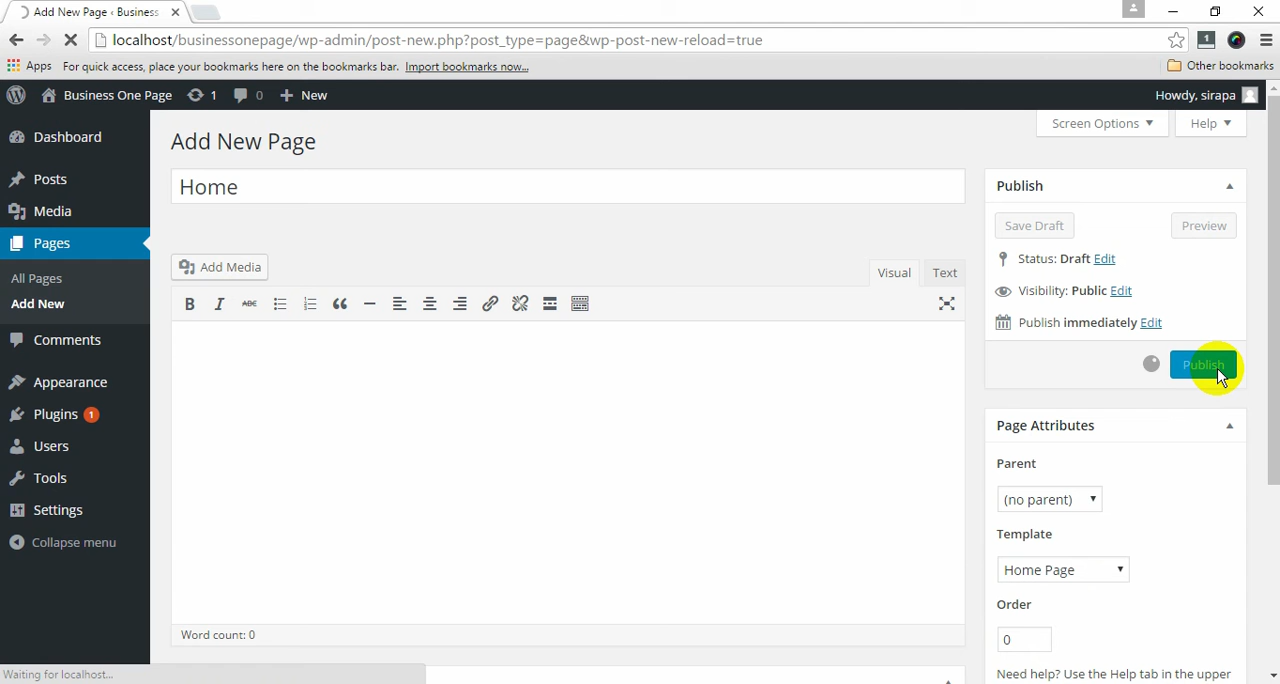 Add New Page ‹ Business
localhost/businessonepage/wp-admin/post-new.php?post_type=page&wp-post-new-reload=true
1
Apps For quick access, place your bookmarks here on the bookmarks bar. Import bookmarks now... Other bookmarks
Business One Page 1 0 New Howdy, sirapa
Screen Options Help
Dashboard
Posts
Media
Pages
All Pages
Add New
Comments
Appearance
Plugins 1
Users
Tools
Settings
Collapse menu
Add New Page
Home
Add Media
Visual Text
B I ABC
Word count: 0
Publish
Save Draft Preview
Status: Draft Edit
Visibility: Public Edit
Publish immediately Edit
Publish
Page Attributes
Parent
(no parent)
Template
Home Page
Order
0
Need help? Use the Help tab in the upper
Waiting for localhost...